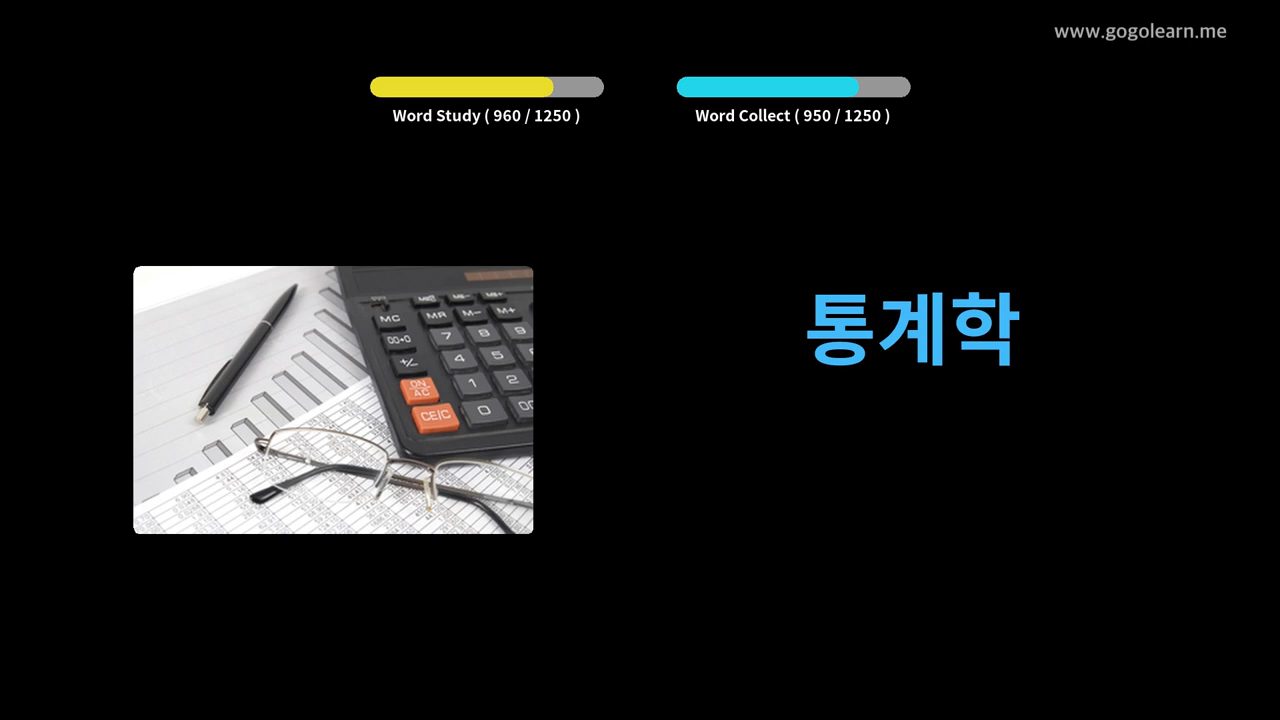 www.gogolearn.me
Word Study ( 960 / 1250 )
Word Collect ( 950 / 1250 )
통계학
MC
MR
M–
M+
00+0
7
8
9
+/–
4
5
ON/AC
1
2
CE/C
0